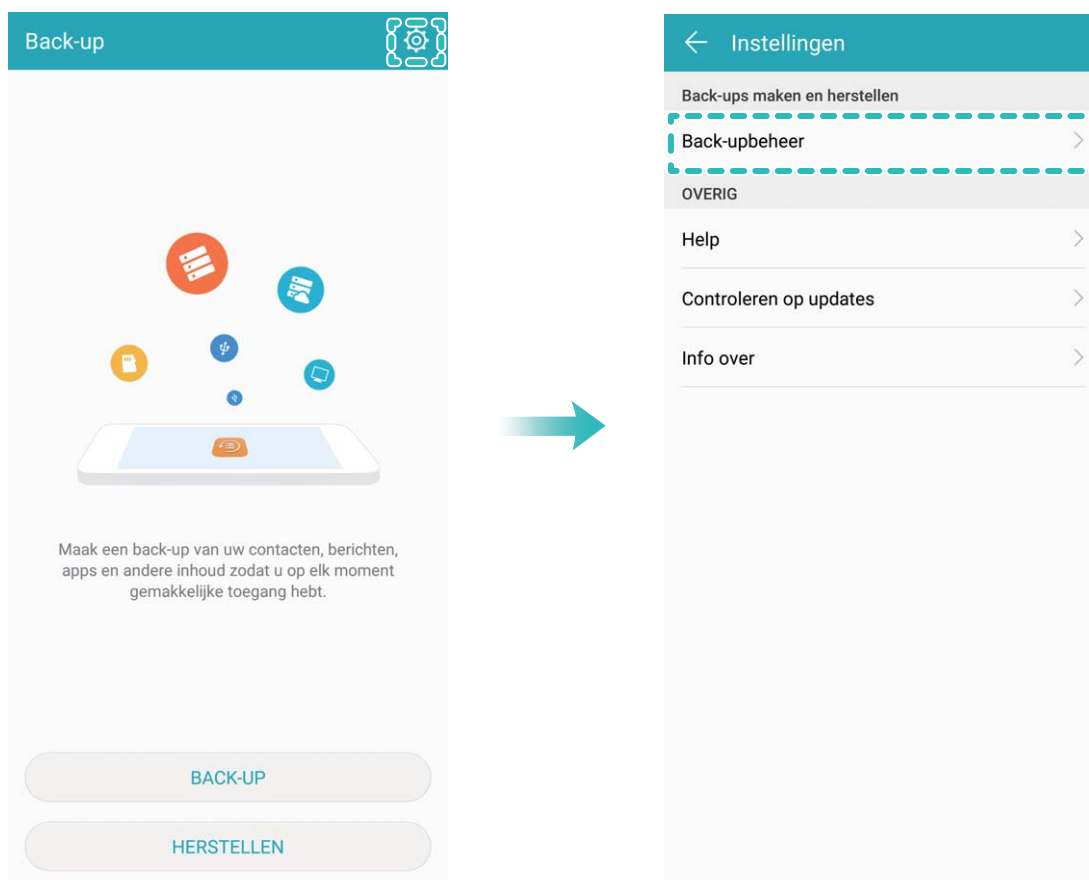 Back-up
Maak een back-up van uw contacten, berichten,
apps en andere inhoud zodat u op elk moment
gemakkelijke toegang hebt.
BACK-UP
HERSTELLEN
Instellingen
Back-ups maken en herstellen
Back-upbeheer
OVERIG
Help
Controleren op updates
Info over